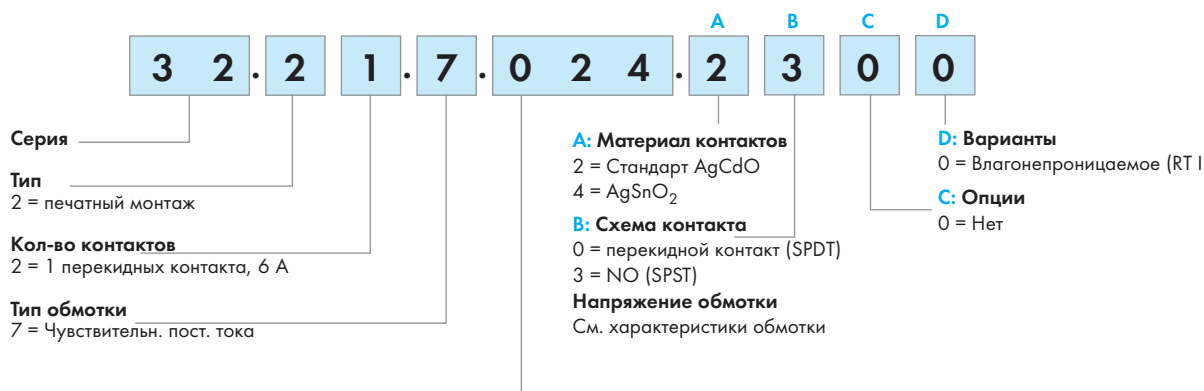 A B C D
3 2 . 2 1 . 7 . 0 2 4 . 2 3 0 0
Серия
Тип
2 = печатный монтаж
Кол-во контактов
2 = 1 перекидных контакта, 6 А
Тип обмотки
7 = Чувствительн. пост. тока
A: Материал контактов
2 = Стандарт AgCdO
4 = AgSnO₂
B: Схема контакта
0 = перекидной контакт (SPDT)
3 = NO (SPST)
Напряжение обмотки
См. характеристики обмотки
D: Варианты
0 = Влагонепроницаемое (RT I
C: Опции
0 = Нет